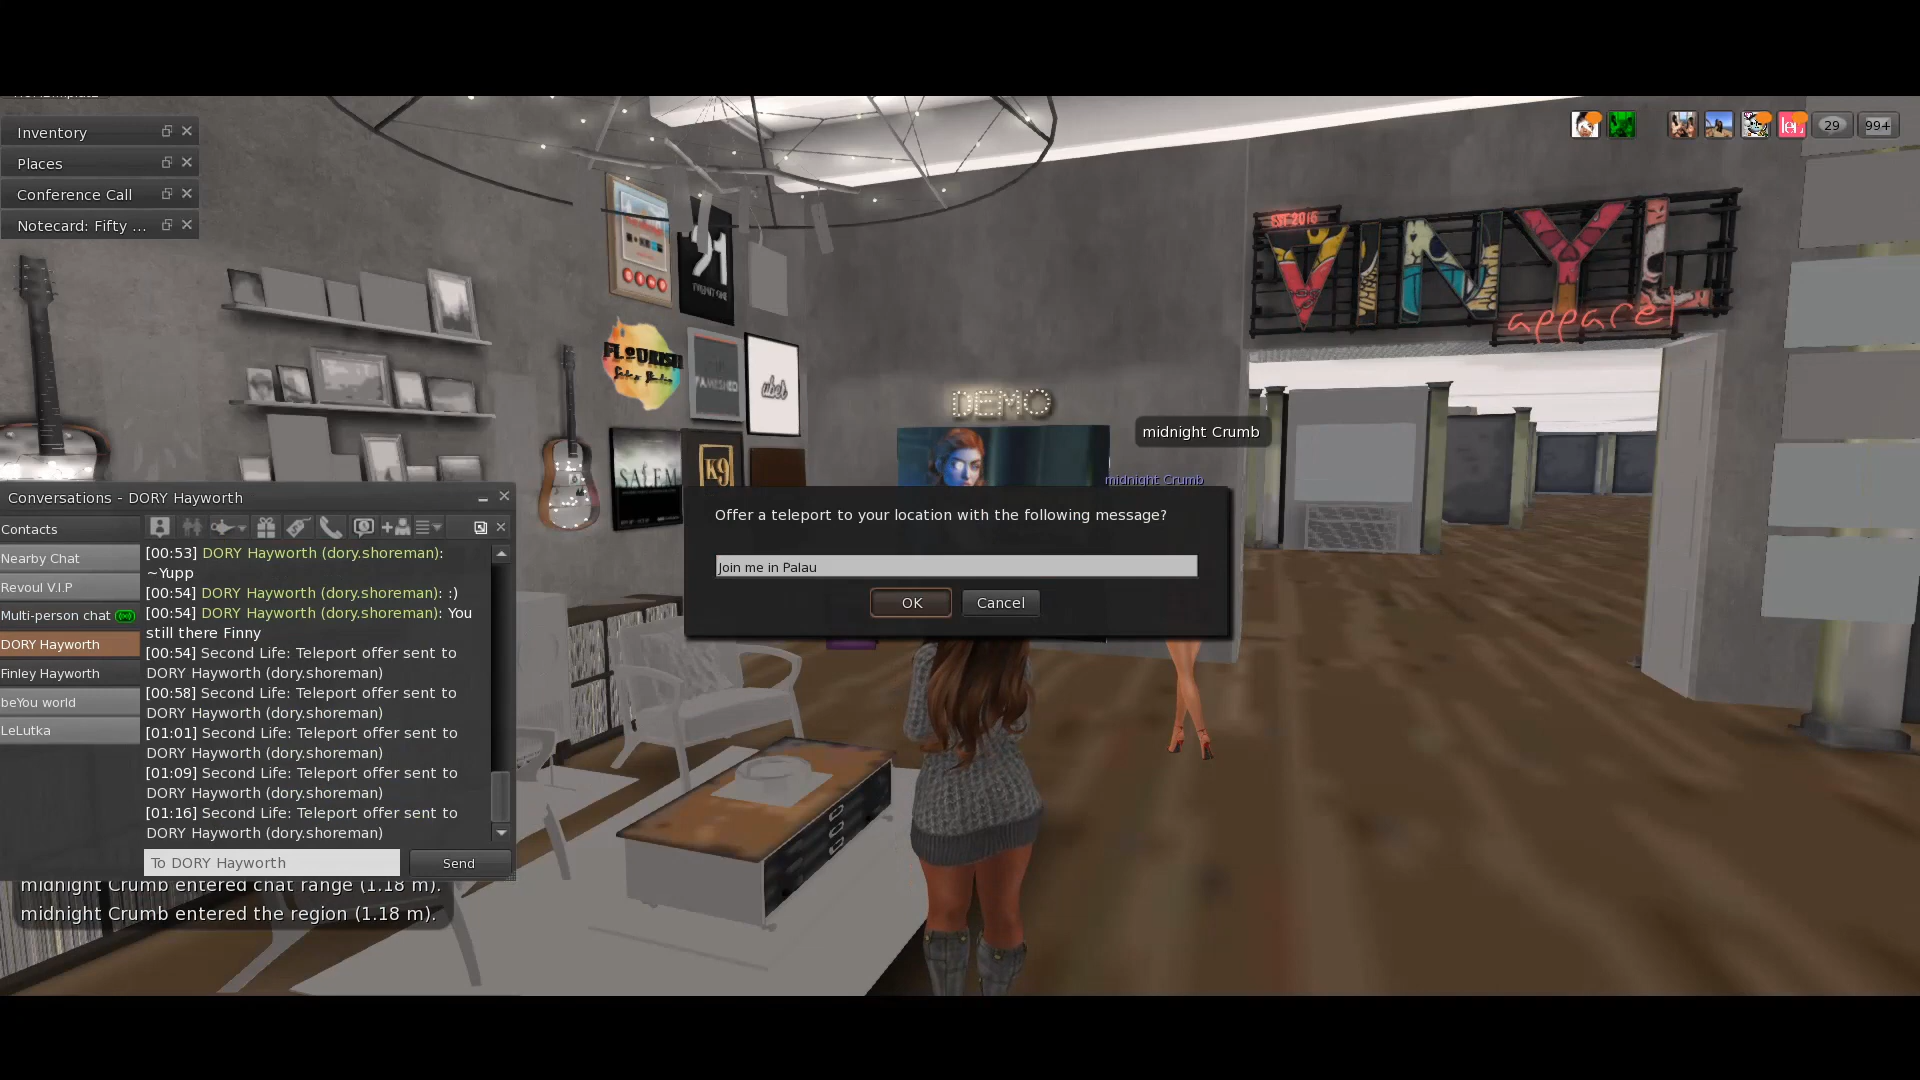 Inventory
Places
Conference Call
Notecard: Fifty ...
29
99+
EST 2016
VINYL
apparel
TWENTY ONE
FLOURISH
FAMESHED
uber
SALEM
K9
DEMO
midnight Crumb
midnight Crumb
Offer a teleport to your location with the following message?
Join me in Palau
OK
Cancel
Conversations - DORY Hayworth
Contacts
Nearby Chat
Revoul V.I.P
Multi-person chat
DORY Hayworth
Finley Hayworth
beYou world
LeLutka
[00:53] DORY Hayworth (dory.shoreman):
~Yupp
[00:54] DORY Hayworth (dory.shoreman): :)
[00:54] DORY Hayworth (dory.shoreman): You
still there Finny
[00:54] Second Life: Teleport offer sent to
DORY Hayworth (dory.shoreman)
[00:58] Second Life: Teleport offer sent to
DORY Hayworth (dory.shoreman)
[01:01] Second Life: Teleport offer sent to
DORY Hayworth (dory.shoreman)
[01:09] Second Life: Teleport offer sent to
DORY Hayworth (dory.shoreman)
[01:16] Second Life: Teleport offer sent to
DORY Hayworth (dory.shoreman)
To DORY Hayworth
Send
midnight Crumb entered chat range (1.18 m).
midnight Crumb entered the region (1.18 m).